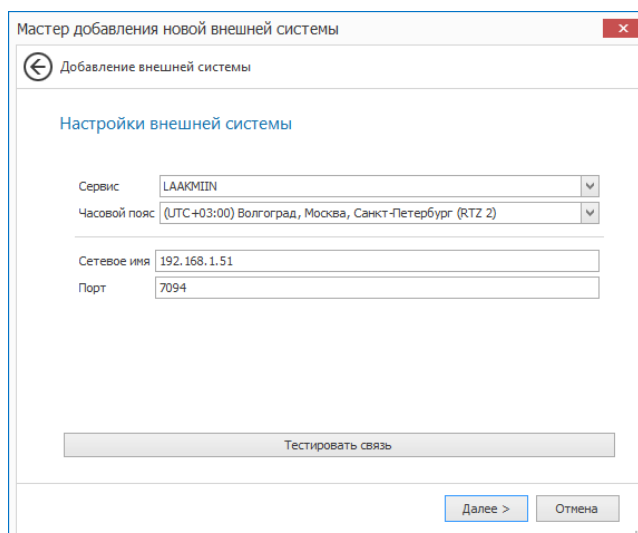 Мастер добавления новой внешней системы
Добавление внешней системы
Настройки внешней системы
Сервис LAAKMIIN
Часовой пояс (UTC+03:00) Волгоград, Москва, Санкт-Петербург (RTZ 2)
Сетевое имя 192.168.1.51
Порт 7094
Тестировать связь
Далее > Отмена